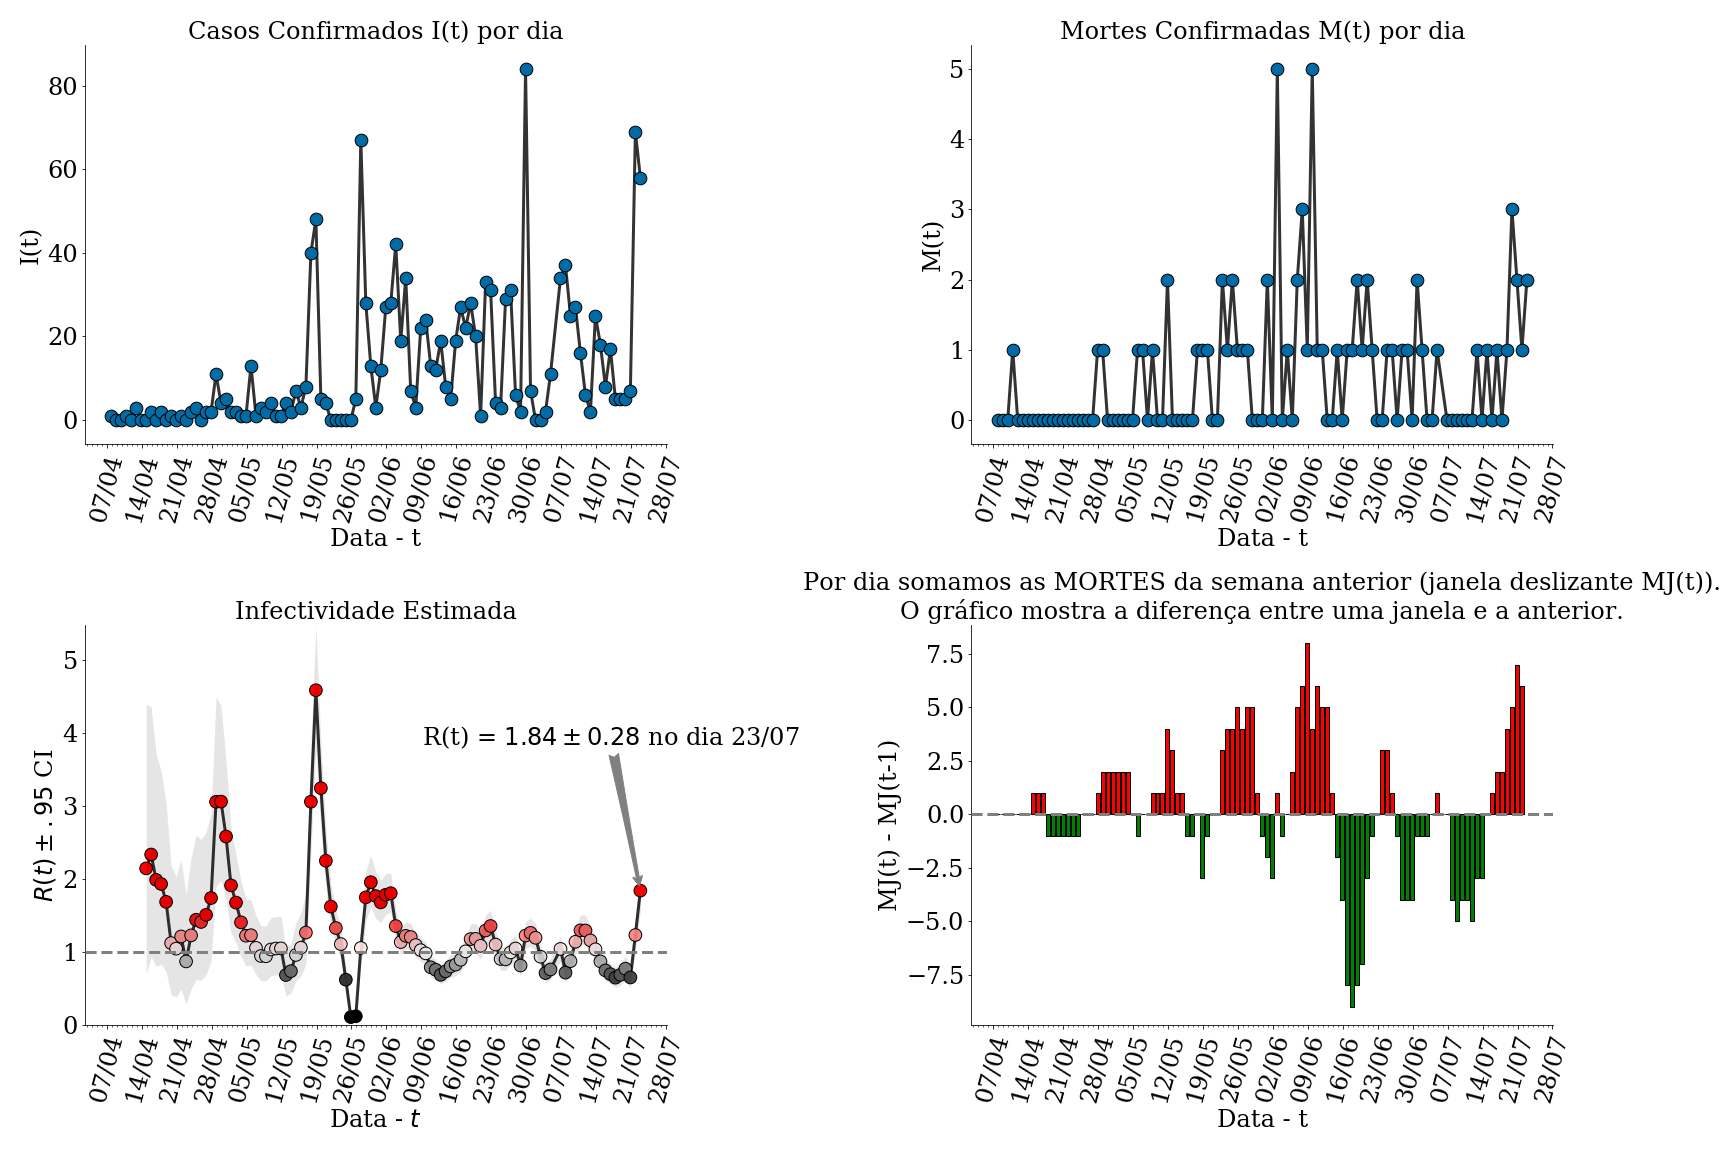 Casos Confirmados I(t) por dia
I(t)
80
60
40
20
0
07/04 14/04 21/04 28/04 05/05 12/05 19/05 26/05 02/06 09/06 16/06 23/06 30/06 07/07 14/07 21/07 28/07
Data - t
Mortes Confirmadas M(t) por dia
M(t)
5
4
3
2
1
0
07/04 14/04 21/04 28/04 05/05 12/05 19/05 26/05 02/06 09/06 16/06 23/06 30/06 07/07 14/07 21/07 28/07
Data - t
Infectividade Estimada
R(t) ± .95 CI
5
4
3
2
1
0
R(t) = 1.84 ± 0.28 no dia 23/07
07/04 14/04 21/04 28/04 05/05 12/05 19/05 26/05 02/06 09/06 16/06 23/06 30/06 07/07 14/07 21/07 28/07
Data - t
Por dia somamos as MORTES da semana anterior (janela deslizante MJ(t)).
O gráfico mostra a diferença entre uma janela e a anterior.
MJ(t) - MJ(t-1)
7.5
5.0
2.5
0.0
−2.5
−5.0
−7.5
07/04 14/04 21/04 28/04 05/05 12/05 19/05 26/05 02/06 09/06 16/06 23/06 30/06 07/07 14/07 21/07 28/07
Data - t